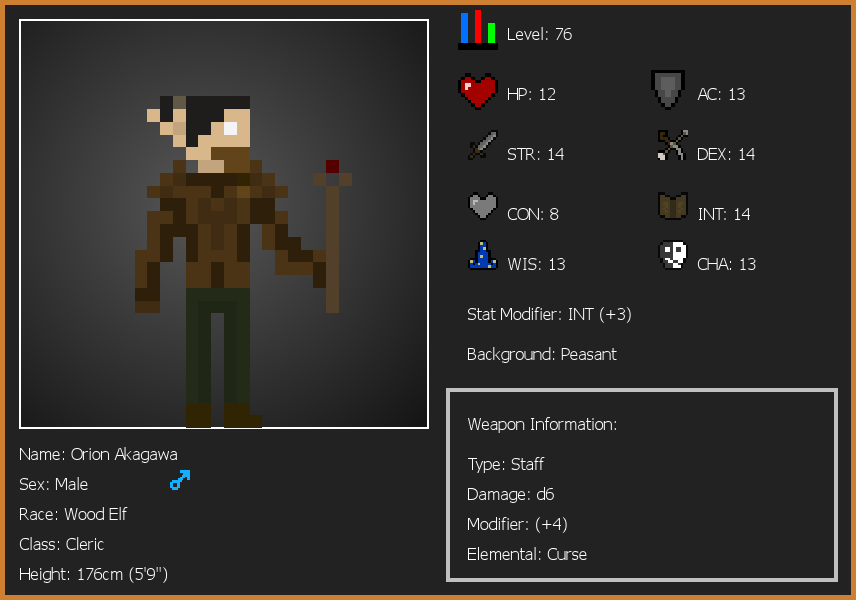 Level: 76
HP: 12
AC: 13
STR: 14
DEX: 14
CON: 8
INT: 14
WIS: 13
CHA: 13
Stat Modifier: INT (+3)
Background: Peasant
Weapon Information:
Type: Staff
Damage: d6
Modifier: (+4)
Elemental: Curse
Name: Orion Akagawa
Sex: Male
Race: Wood Elf
Class: Cleric
Height: 176cm (5'9")